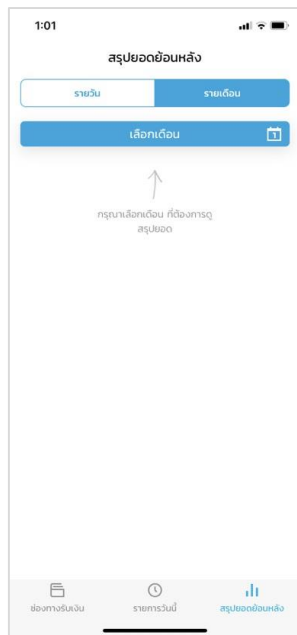 1:01
สรุปยอดย้อนหลัง
รายวัน
รายเดือน
เลือกเดือน
1
กรุณาเลือกเดือน ที่ต้องการดู
สรุปยอด
ช่องทางรับเงิน
รายการวันนี้
สรุปยอดย้อนหลัง